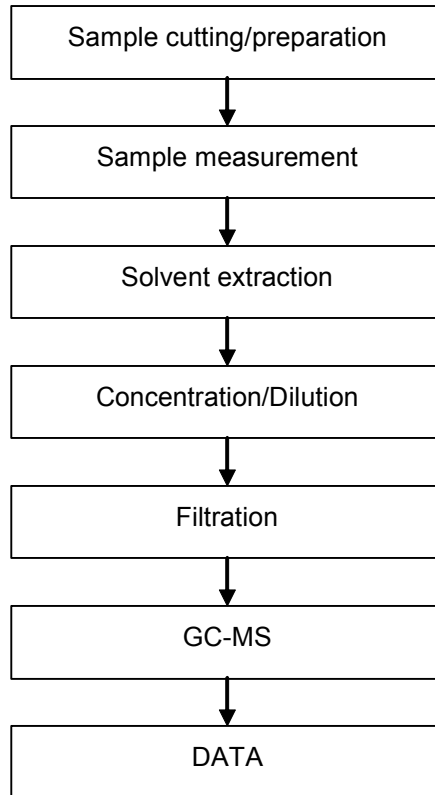 Sample cutting/preparation
Sample measurement
Solvent extraction
Concentration/Dilution
Filtration
GC-MS
DATA